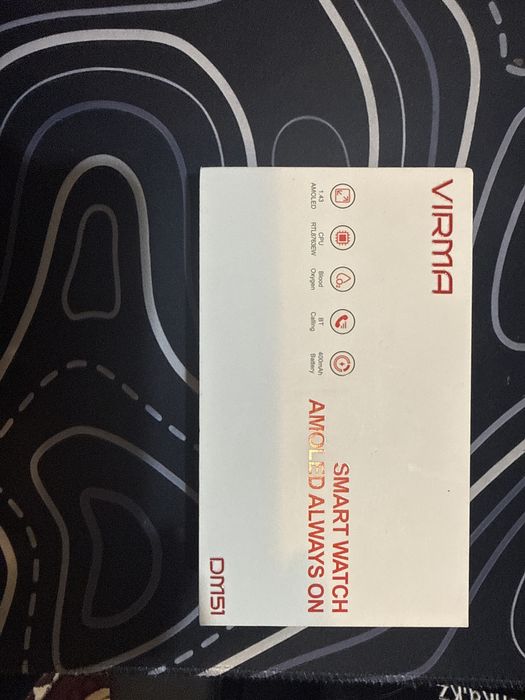 VIRMA
1.43
AMOLED
CPU
RTL8763EW
Blood
Oxygen
BT
Calling
400mAh
Battery
SMART WATCH
AMOLED ALWAYS ON
DM51